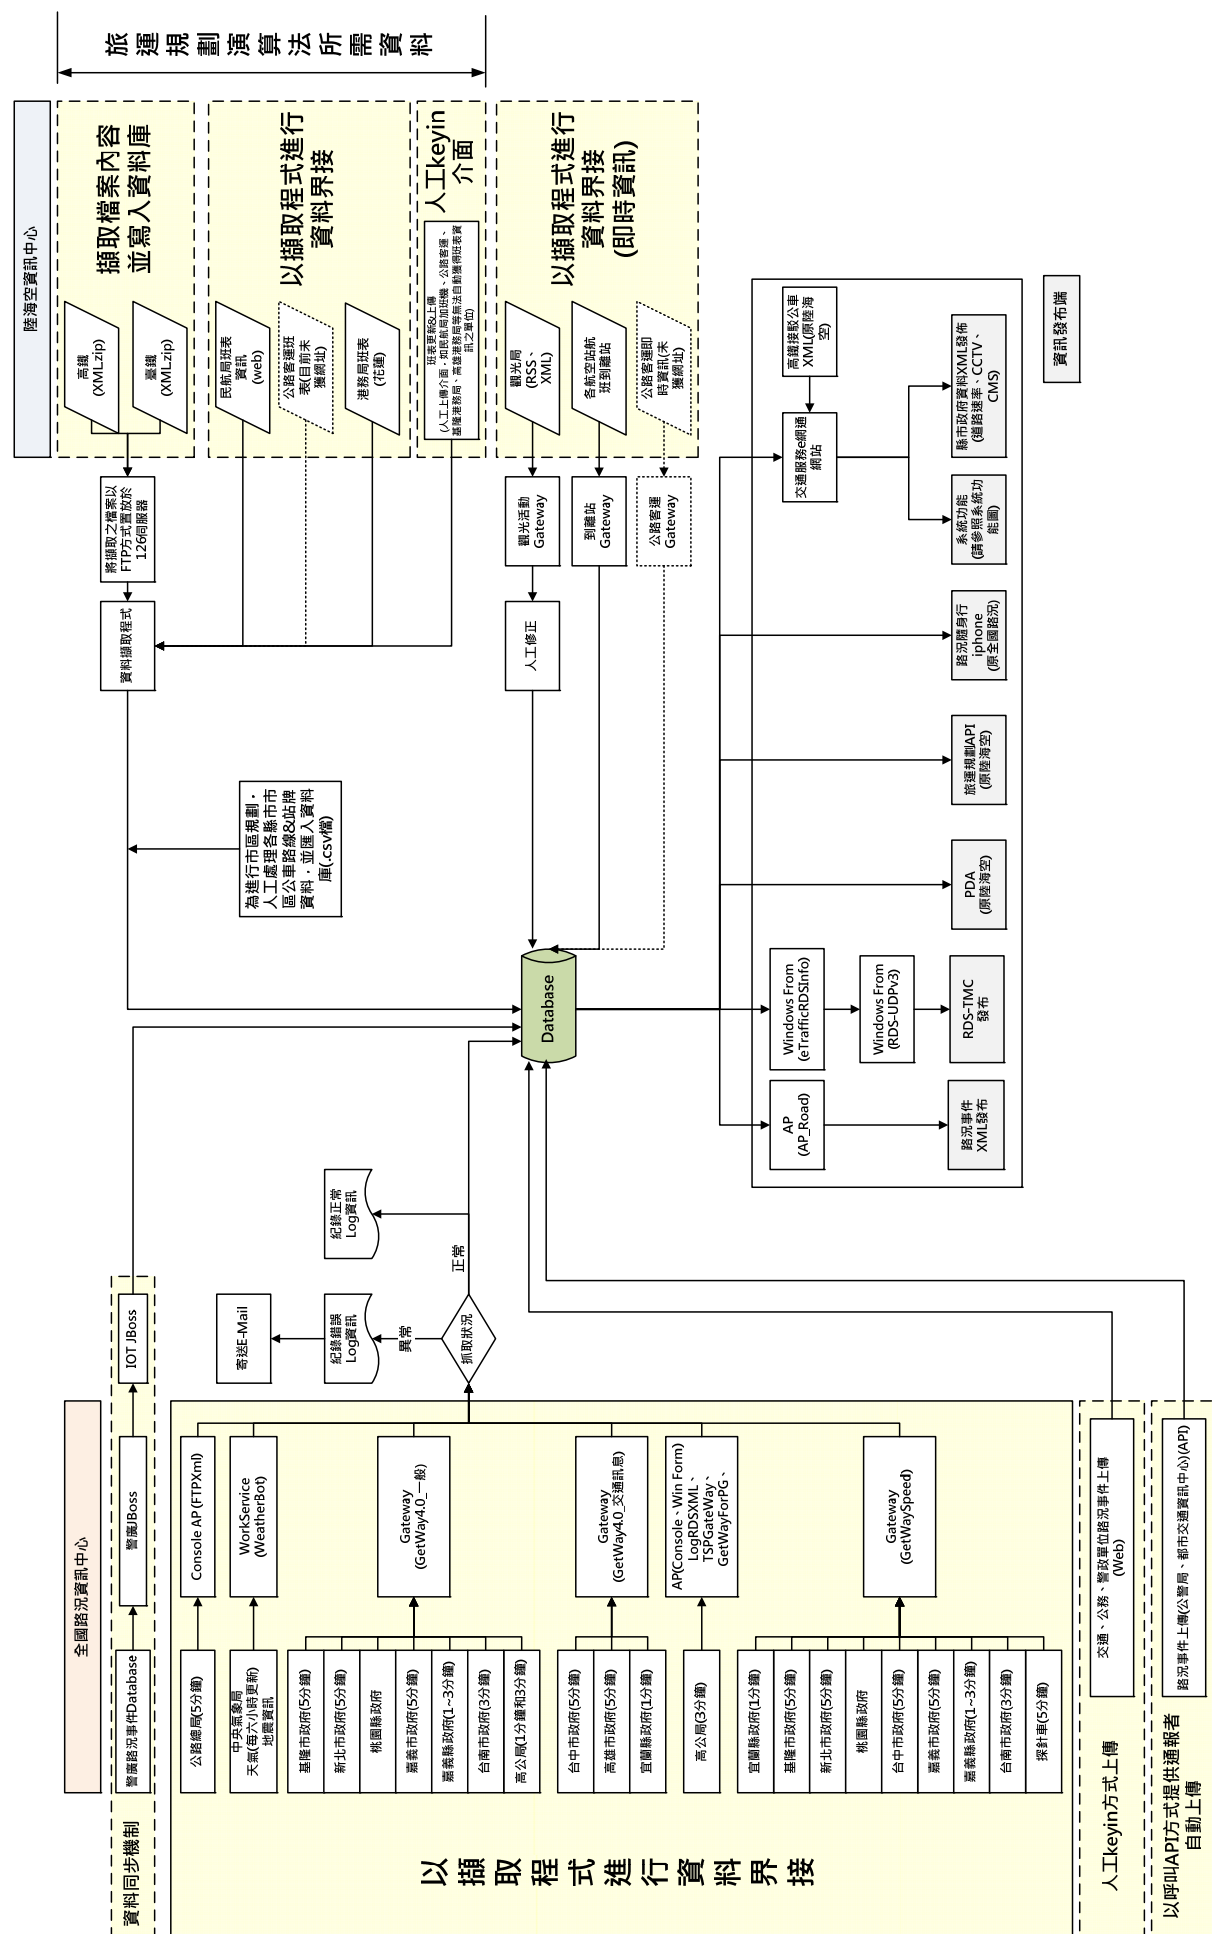 全國路況資訊中心
資料同步機制
警廣路況事件Database
警廣JBoss
IOT JBoss
以擷取程式進行資料界接
公路總局(5分鐘)
Console AP (FTPXml)
中央氣象局
天氣(每六小時更新)
地震資訊
WorkService
(WeatherBot)
基隆市政府(5分鐘)
新北市政府(5分鐘)
桃園縣政府
嘉義市政府(5分鐘)
嘉義縣政府(1~3分鐘)
台南市政府(3分鐘)
高公局(1分鐘和3分鐘)
Gateway
(GetWay4.0_一般)
台中市政府(5分鐘)
高雄市政府(5分鐘)
宜蘭縣政府(1分鐘)
Gateway
(GetWay4.0_交通訊息)
高公局(3分鐘)
AP(Console、Win Form)
LogRDSXML、
TSPGateWay、
GetWayForPG、
宜蘭縣政府(1分鐘)
基隆市政府(5分鐘)
新北市政府(5分鐘)
桃園縣政府
台中市政府(5分鐘)
嘉義市政府(5分鐘)
嘉義縣政府(1~3分鐘)
台南市政府(3分鐘)
探針車(5分鐘)
Gateway
(GetWaySpeed)
人工keyin方式上傳
交通、公務、警政單位路況事件上傳
(Web)
以呼叫API方式提供通報者
自動上傳
路況事件上傳(公警局、都市交通資訊中心)(API)
抓取狀況
異常
正常
紀錄錯誤
Log資訊
寄送E-Mail
紀錄正常
Log資訊
Database
為進行市區規劃，
人工處理各縣市市
區公車路線&站牌
資料，並匯入資料
庫(.csv檔)
陸海空資訊中心
旅運規劃演算法所需資料
擷取檔案內容
並寫入資料庫
高鐵
(XMLzip)
臺鐵
(XMLzip)
將擷取之檔案以
FTP方式置放於
126伺服器
資料擷取程式
以擷取程式進行
資料界接
民航局班表
資訊
(web)
公路客運班
表(目前未
獲網址)
港務局班表
(花蓮)
人工keyin
介面
班表更新&上傳
(人工上傳介面，如民航局加班機、公路客運、
基隆港務局、高雄港務局等無法自動獲得班表資
訊之單位)
以擷取程式進行
資料界接
(即時資訊)
觀光局
(RSS、
XML)
各航空站航
班到離站
公路客運即
時資訊(未
獲網址)
觀光活動
Gateway
到離站
Gateway
公路客運
Gateway
人工修正
AP
(AP_Road)
路況事件
XML發布
Windows From
(eTrafficRDSInfo)
Windows From
(RDS-UDPv3)
RDS-TMC
發布
PDA
(原陸海空)
旅運規劃API
(原陸海空)
路況隨身行
iphone
(原全國路況)
高鐵接駁公車
XML(原陸海
空)
交通服務e網通
網站
系統功能
(請參照系統功
能圖)
縣市政府資料XML發佈
(道路速率、CCTV、
CMS)
資訊發布端